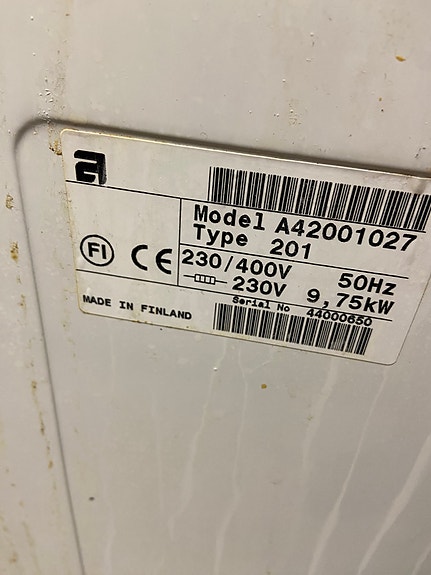 a
Model A42001027
Type 201
FI CE
230/400V 50Hz
230V 9,75kW
MADE IN FINLAND
Serial No 44000650